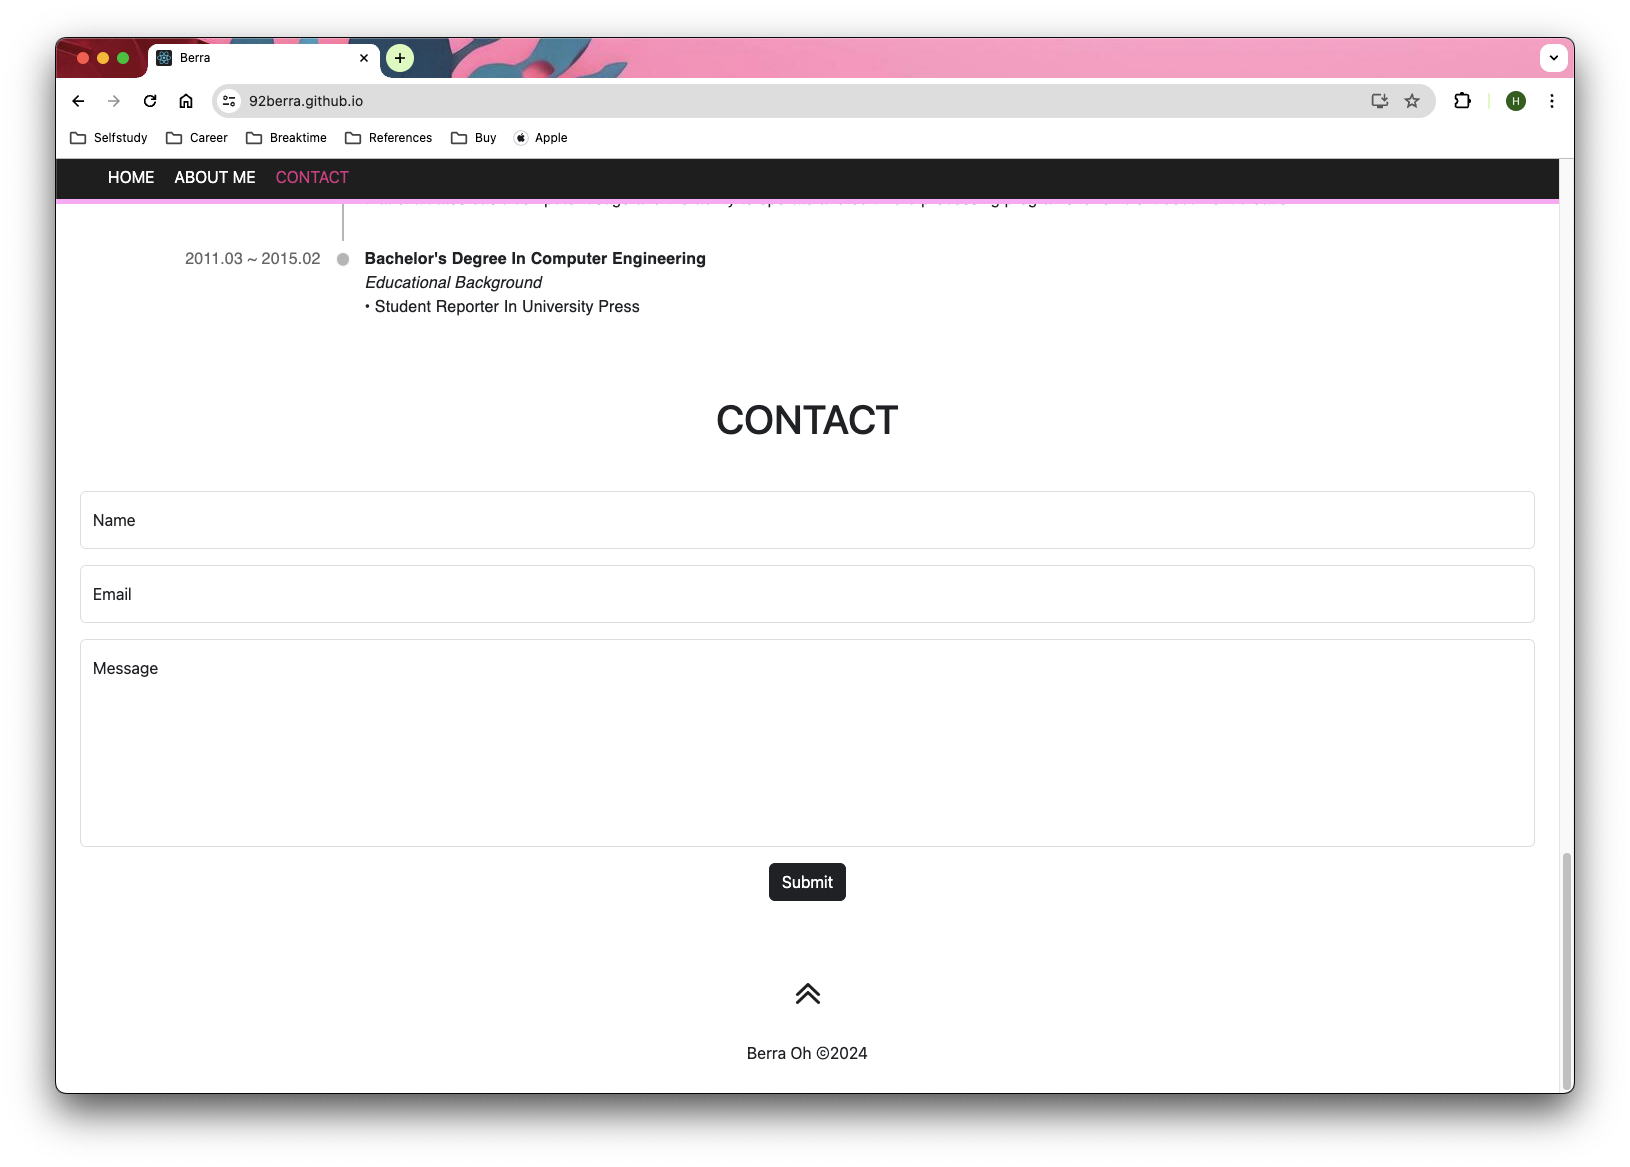 Berra
92berra.github.io
H
Selfstudy Career Breaktime References Buy Apple
HOME ABOUT ME CONTACT
2011.03 ~ 2015.02 Bachelor's Degree In Computer Engineering
Educational Background
• Student Reporter In University Press
CONTACT
Name
Email
Message
Submit
Berra Oh ©2024